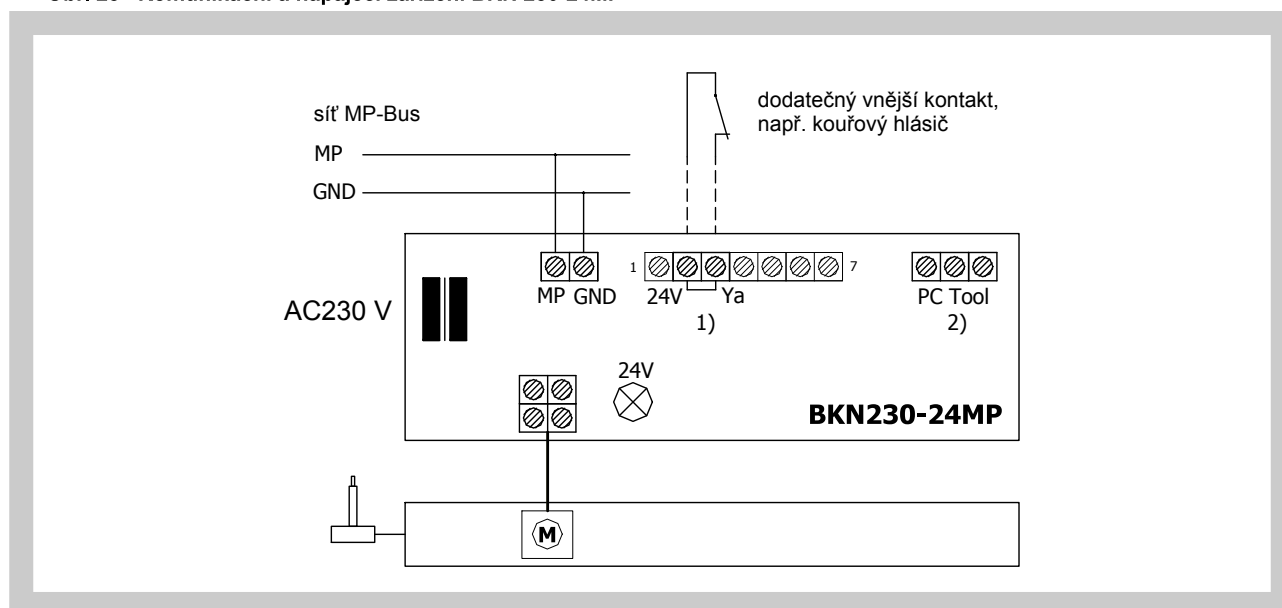 síť MP-Bus
dodatečný vnější kontakt,
např. kouřový hlásič
MP
GND
AC230 V
MP GND
1
7
24V
Ya
1)
PC Tool
2)
24V
BKN230-24MP
M